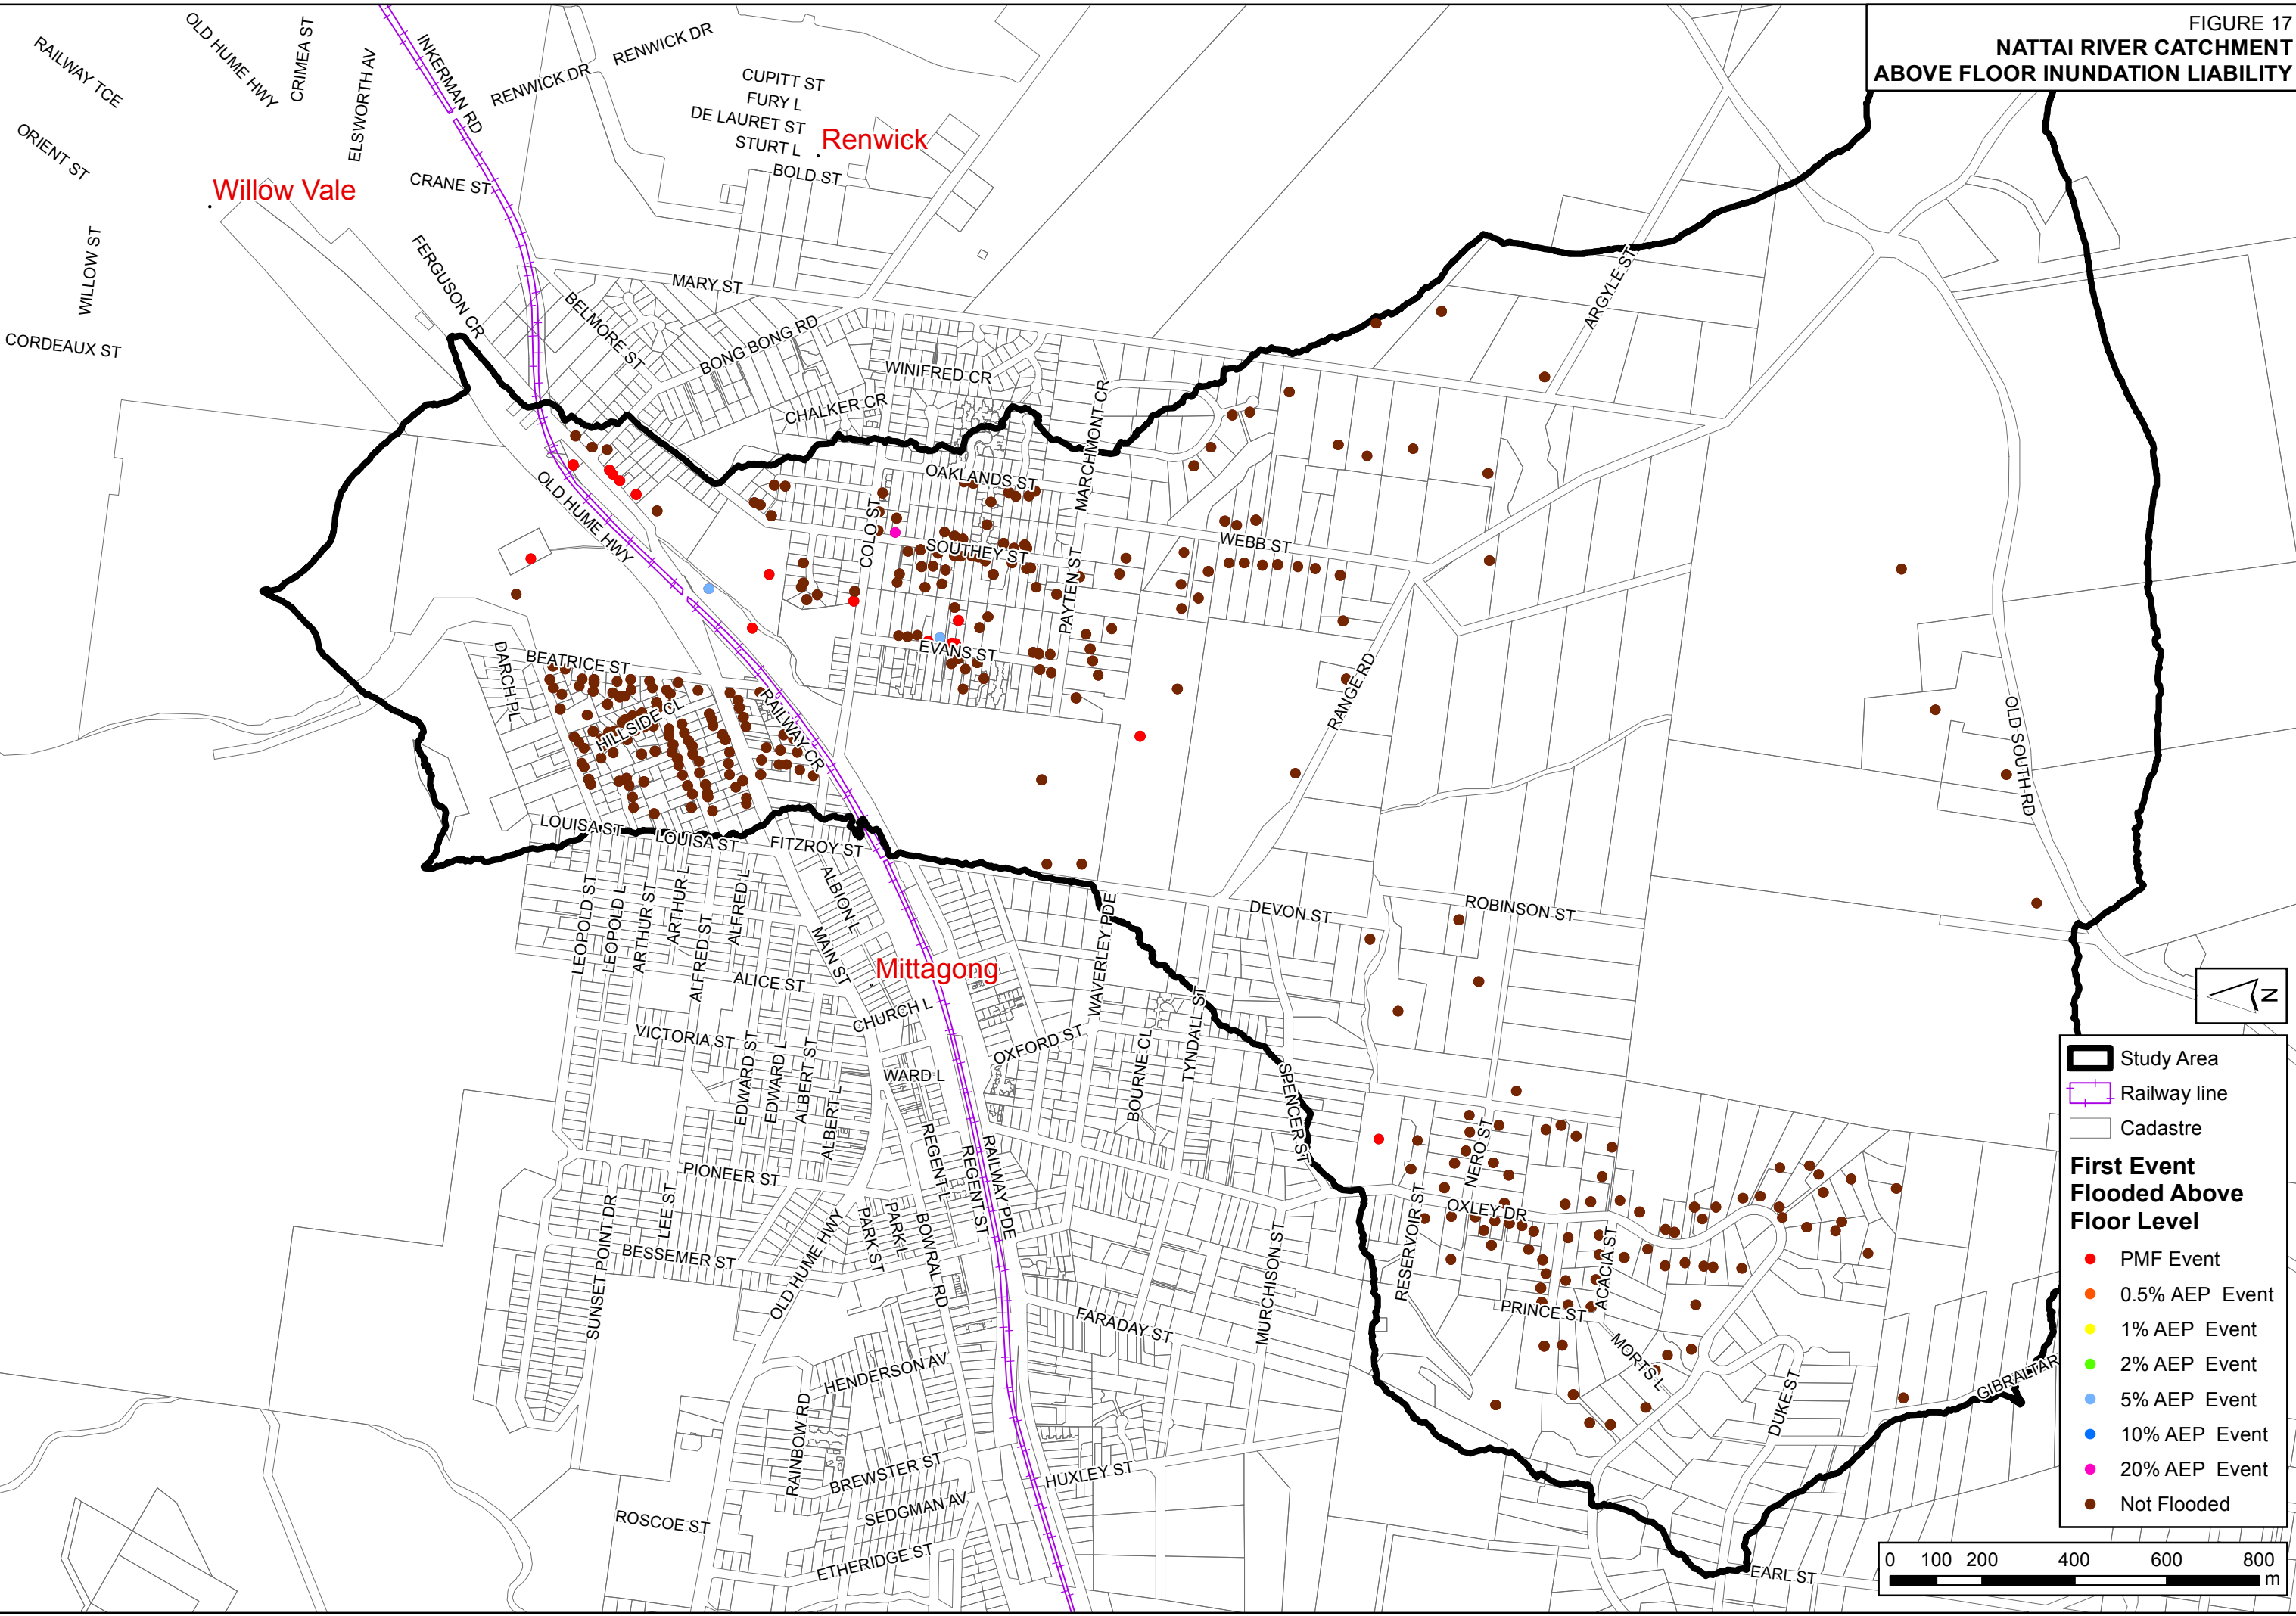 FIGURE 17
NATTAI RIVER CATCHMENT
ABOVE FLOOR INUNDATION LIABILITY
RAILWAY TCE
OLD HUME HWY
CRIMEA ST
ELSWORTH AV
INKERMAN RD
RENWICK DR
RENWICK DR
CUPITT ST
FURY L
DE LAURET ST
STURT L
BOLD ST
Renwick
ORIENT ST
Willow Vale
CRANE ST
WILLOW ST
FERGUSON CR
CORDEAUX ST
MARY ST
BELMORE ST
BONG BONG RD
WINIFRED CR
CHALKER CR
MARCHMONT CR
ARGYLE ST
OAKLANDS ST
OLD HUME HWY
COLO ST
SOUTHEY ST
WEBB ST
PAYTEN ST
EVANS ST
BEATRICE ST
DARCH PL
HILLSIDE CL
RAILWAY CR
RANGE RD
OLD SOUTH RD
LOUISA ST
LOUISA ST
FITZROY ST
LEOPOLD ST
LEOPOLD L
ARTHUR ST
ARTHUR L
ALFRED ST
ALFRED L
ALBION L
MAIN ST
Mittagong
ALICE ST
CHURCH L
WAVERLEY PDE
DEVON ST
ROBINSON ST
VICTORIA ST
EDWARD ST
EDWARD L
ALBERT ST
ALBERT L
WARD L
OXFORD ST
BOURNE CL
TYNDALL ST
SPENCER ST
PIONEER ST
REGENT L
REGENT ST
RAILWAY PDE
NERO ST
OXLEY DR
RESERVOIR ST
ACACIA ST
PRINCE ST
MORTS L
SUNSET POINT DR
LEE ST
BESSEMER ST
OLD HUME HWY
PARK ST
PARK L
BOWRAL RD
FARADAY ST
MURCHISON ST
HENDERSON AV
RAINBOW RD
BREWSTER ST
SEDGMAN AV
HUXLEY ST
ROSCOE ST
ETHERIDGE ST
DUKE ST
GIBRALTAR
EARL ST
N
Study Area
Railway line
Cadastre
First Event
Flooded Above
Floor Level
PMF Event
0.5% AEP Event
1% AEP Event
2% AEP Event
5% AEP Event
10% AEP Event
20% AEP Event
Not Flooded
0 100 200 400 600 800
m